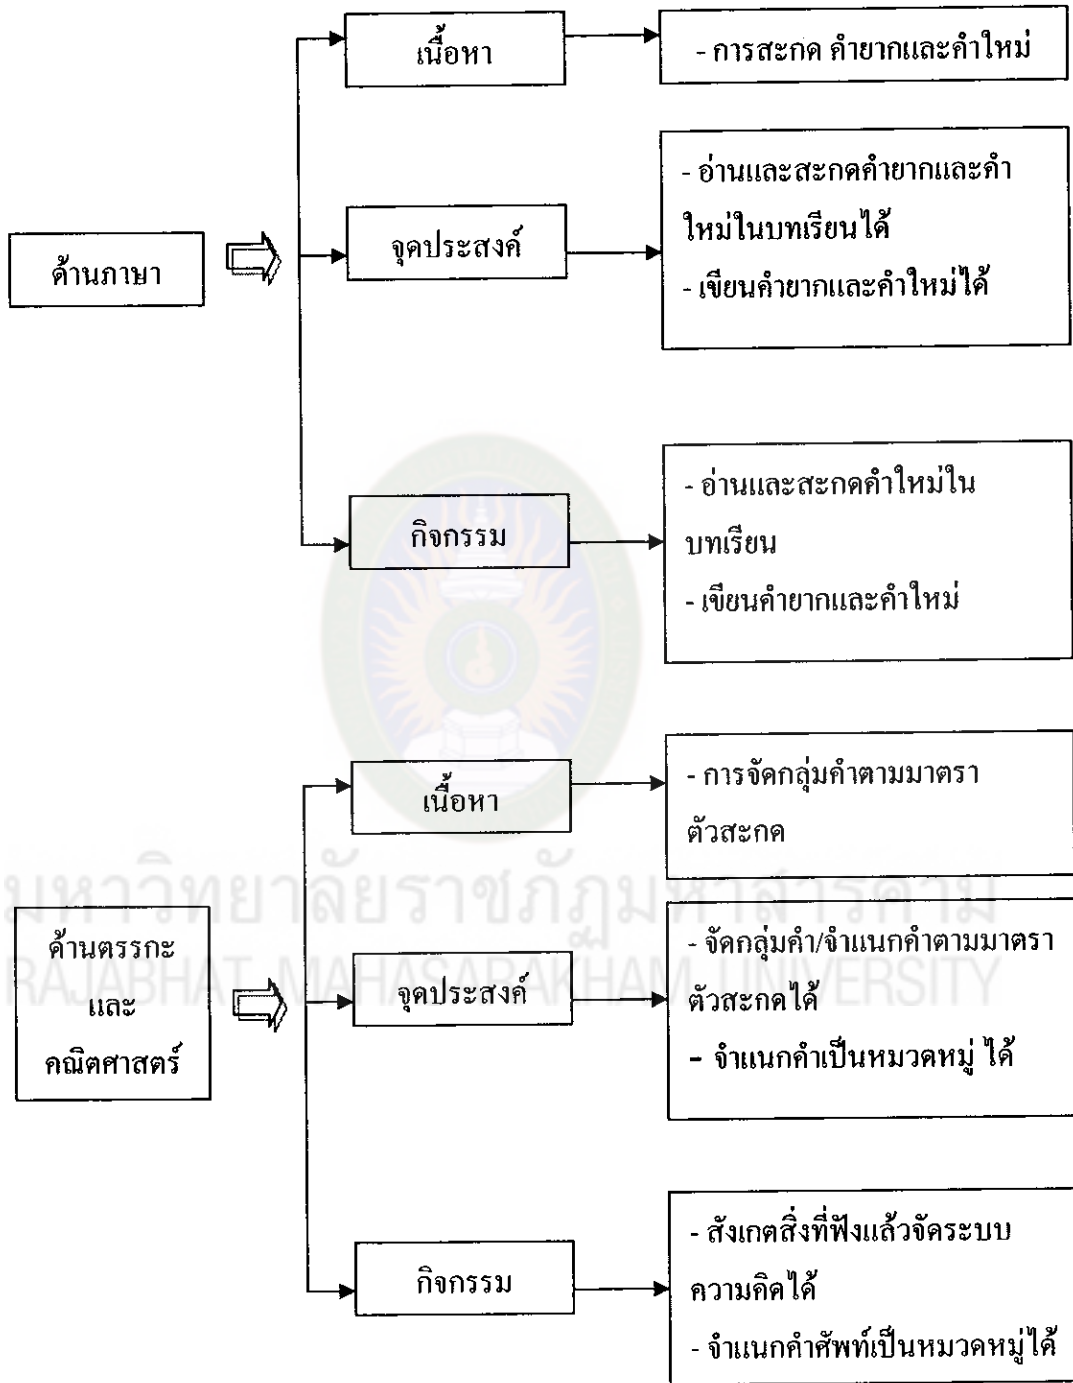 ด้านภาษา
เนื้อหา
- การสะกด คำยากและคำใหม่
จุดประสงค์
- อ่านและสะกดคำยากและคำ
ใหม่ในบทเรียนได้
- เขียนคำยากและคำใหม่ได้
กิจกรรม
- อ่านและสะกดคำใหม่ใน
บทเรียน
- เขียนคำยากและคำใหม่
ด้านตรรกะ
และ
คณิตศาสตร์
เนื้อหา
- การจัดกลุ่มคำตามมาตรา
ตัวสะกด
จุดประสงค์
- จัดกลุ่มคำ/จำแนกคำตามมาตรา
ตัวสะกดได้
- จำแนกคำเป็นหมวดหมู่ ได้
กิจกรรม
- สังเกตสิ่งที่ฟังแล้วจัดระบบ
ความคิดได้
- จำแนกคำศัพท์เป็นหมวดหมู่ได้
มหาวิทยาลัยราชภัฏมหาสารคาม
RAJABHAT MAHASARAKHAM UNIVERSITY